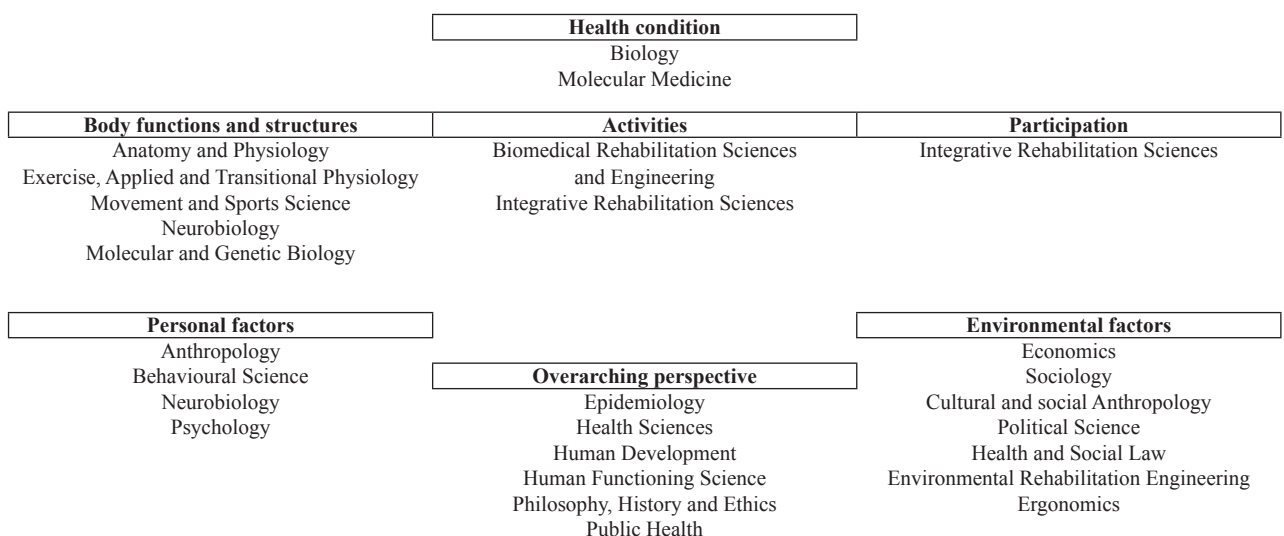 Health condition
Biology
Molecular Medicine
Body functions and structures
Anatomy and Physiology
Exercise, Applied and Transitional Physiology
Movement and Sports Science
Neurobiology
Molecular and Genetic Biology
Activities
Biomedical Rehabilitation Sciences
and Engineering
Integrative Rehabilitation Sciences
Participation
Integrative Rehabilitation Sciences
Personal factors
Anthropology
Behavioural Science
Neurobiology
Psychology
Overarching perspective
Epidemiology
Health Sciences
Human Development
Human Functioning Science
Philosophy, History and Ethics
Public Health
Environmental factors
Economics
Sociology
Cultural and social Anthropology
Political Science
Health and Social Law
Environmental Rehabilitation Engineering
Ergonomics